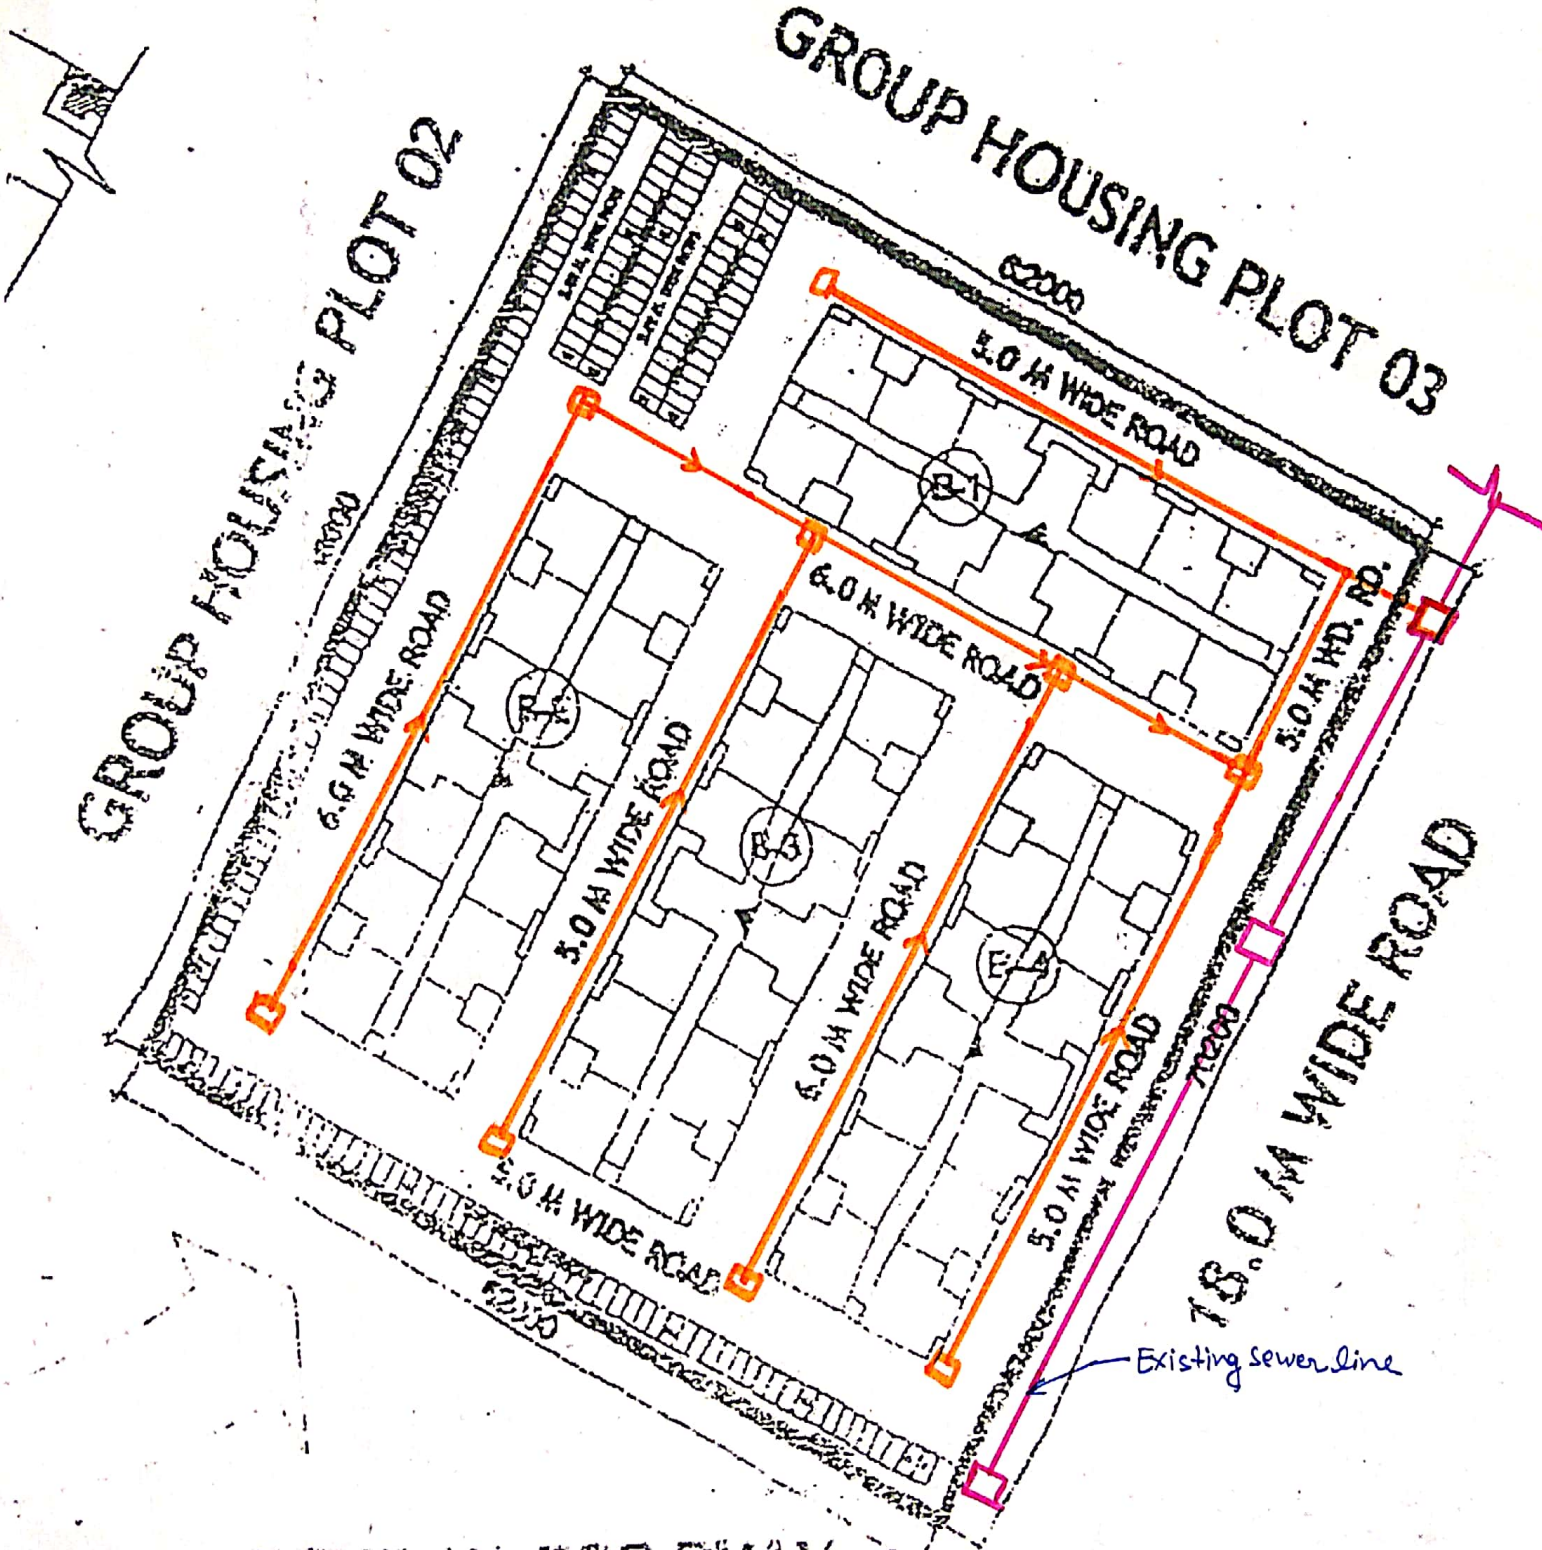 GROUP HOUSING PLOT 03
GROUP HOUSING PLOT 02
62000
5.0 M WIDE ROAD
B-1
5.0 M WD. RD.
6.0 M WIDE ROAD
6.0 M WIDE ROAD
5.0 M WIDE ROAD
B-3
6.0 M WIDE ROAD
5.0 M WIDE ROAD
70200
18.0 M WIDE ROAD
5.0 M WIDE ROAD
Existing sewer line